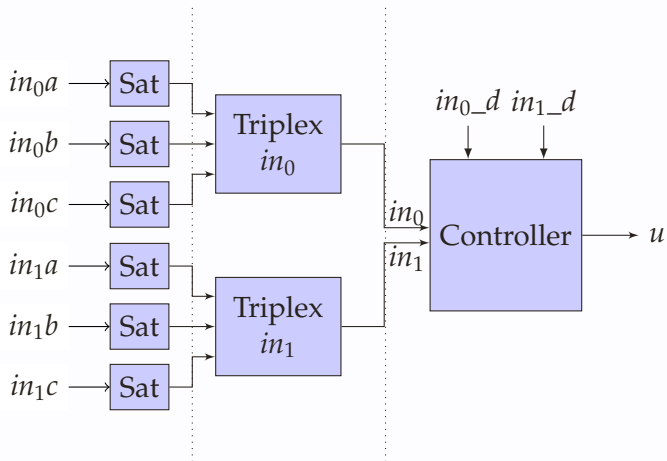 in₀a
Sat
in₀b
Sat
in₀c
Sat
in₁a
Sat
in₁b
Sat
in₁c
Sat
Triplex
in₀
Triplex
in₁
in₀_d
in₁_d
in₀
in₁
Controller
u